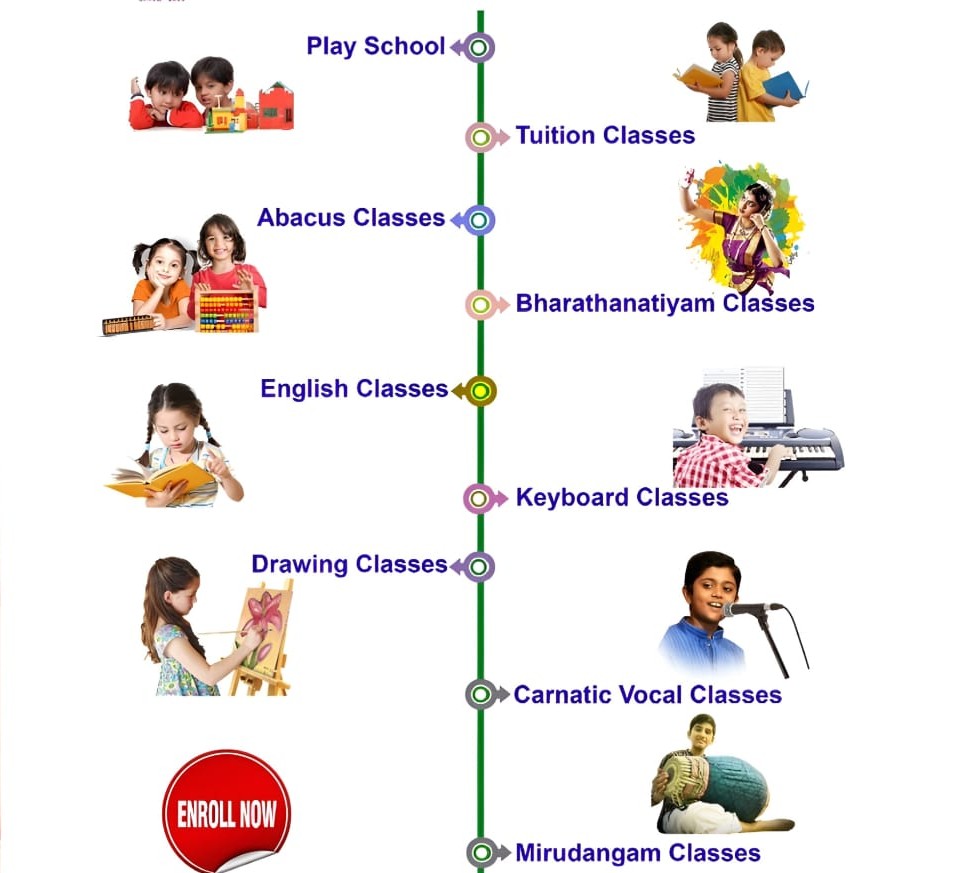 Play School
Tuition Classes
Abacus Classes
Bharathanatiyam Classes
English Classes
Keyboard Classes
Drawing Classes
Carnatic Vocal Classes
ENROLL NOW
Mirudangam Classes